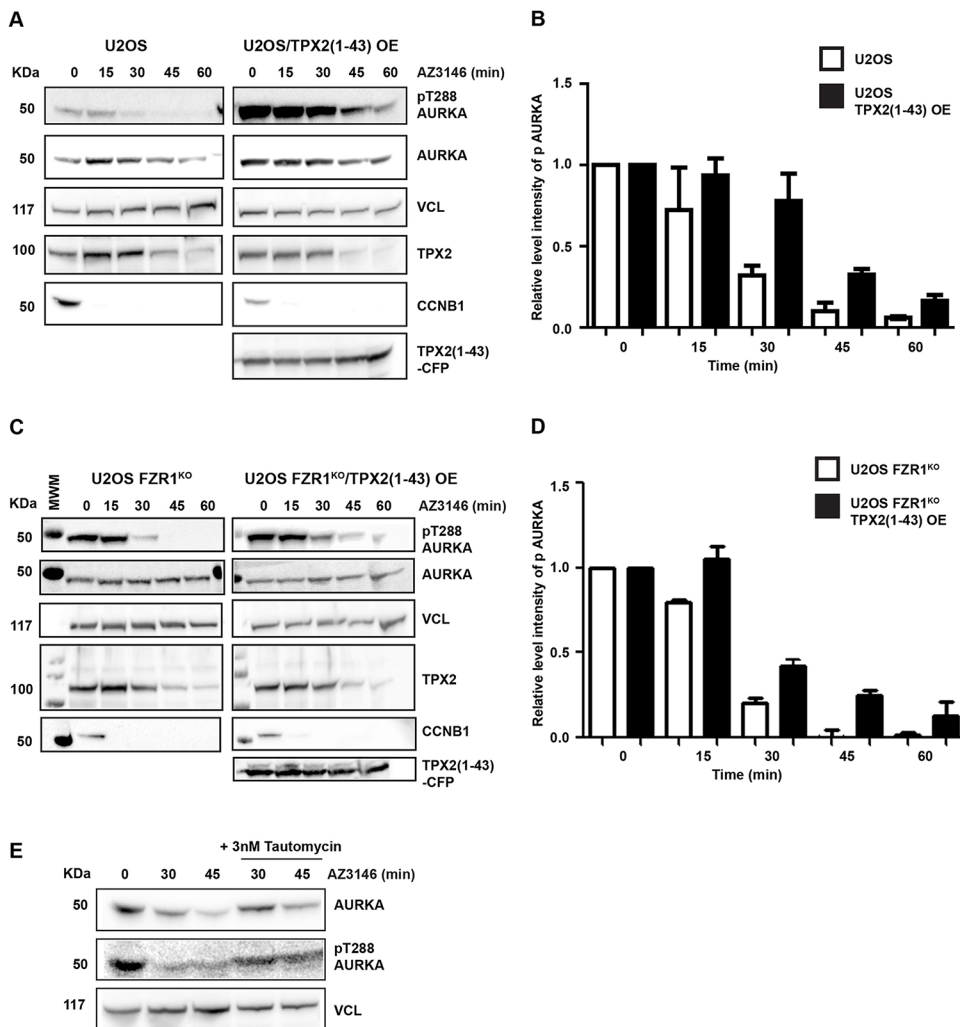 A
U2OS
U2OS/TPX2(1-43) OE
KDa
0 15 30 45 60
0 15 30 45 60
AZ3146 (min)
50
pT288
AURKA
50
AURKA
117
VCL
100
TPX2
50
CCNB1
TPX2(1-43)
-CFP
B
Relative level intensity of p AURKA
1.5
1.0
0.5
0.0
0 15 30 45 60
Time (min)
U2OS
U2OS
TPX2(1-43) OE
C
MWM
U2OS FZR1KO
U2OS FZR1KO/TPX2(1-43) OE
KDa
0 15 30 45 60
0 15 30 45 60
AZ3146 (min)
50
pT288
AURKA
50
AURKA
117
VCL
100
TPX2
50
CCNB1
TPX2(1-43)
-CFP
D
Relative level intensity of p AURKA
1.5
1.0
0.5
0.0
0 15 30 45 60
Time (min)
U2OS FZR1KO
U2OS FZR1KO
TPX2(1-43) OE
E
+ 3nM Tautomycin
KDa
0 30 45 30 45
AZ3146 (min)
50
AURKA
50
pT288
AURKA
117
VCL